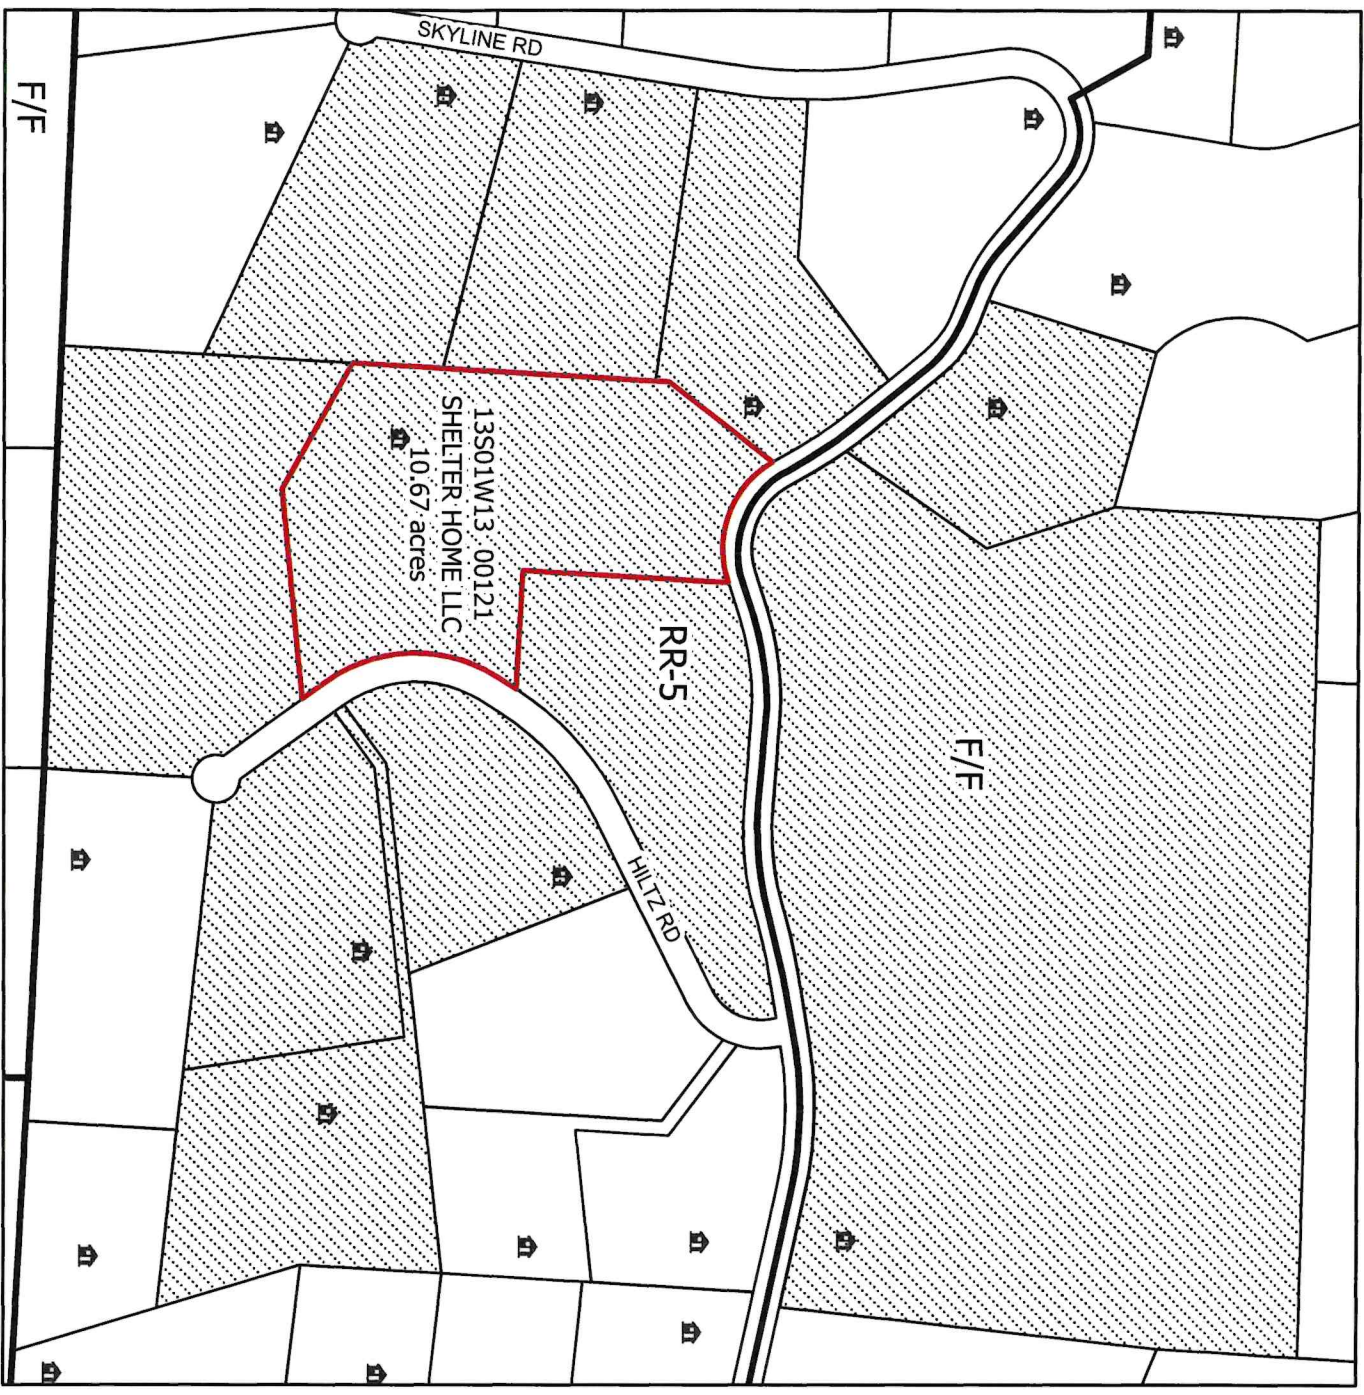 SKYLINE RD
F/F
13S01W13 00121
SHELTER HOME LLC
10.67 acres
RR-5
F/F
HILTZ RD